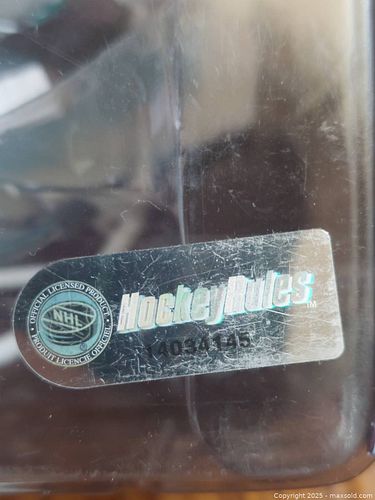 OFFICIAL LICENSED PRODUCT
NHL
PRODUIT LICENCIÉ OFFICIEL
HockeyRules™
14034145
Copyright 2025 - maxsold.com